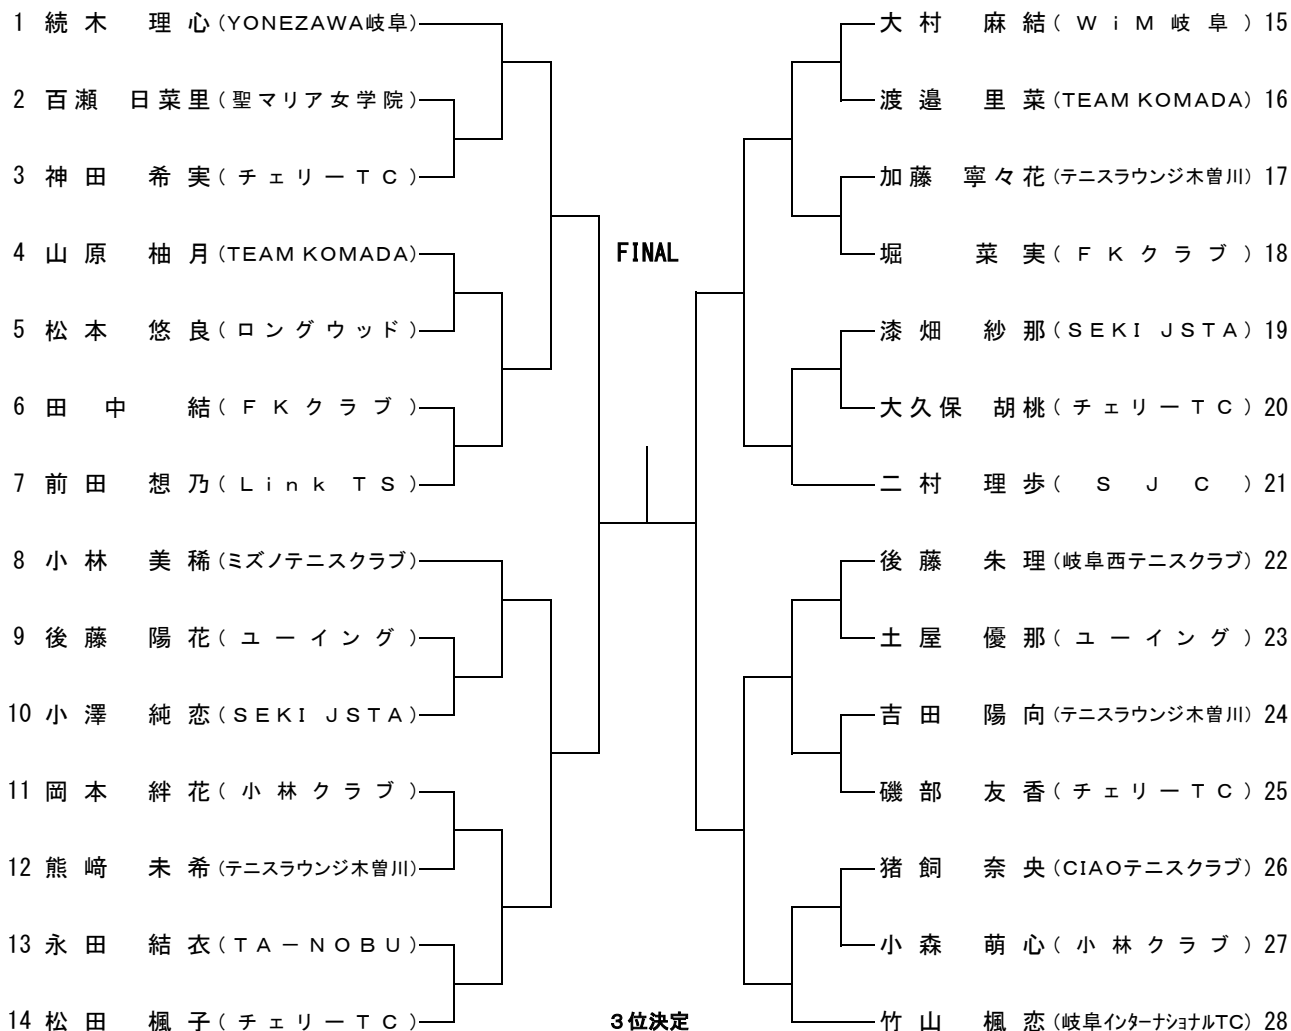 1 続木 理心(YONEZAWA岐阜)
2 百瀬 日菜里(聖マリア女学院)
3 神田 希実(チェリーTC)
4 山原 柚月(TEAM KOMADA)
5 松本 悠良(ロングウッド)
6 田中 結(FKクラブ)
7 前田 想乃(Link TS)
8 小林 美稀(ミズノテニスクラブ)
9 後藤 陽花(ユーイング)
10 小澤 純恋(SEKI JSTA)
11 岡本 絆花(小林クラブ)
12 熊﨑 未希(テニスラウンジ木曽川)
13 永田 結衣(TA－NOBU)
14 松田 楓子(チェリーTC)
FINAL
3位決定
大村 麻結(WiM岐阜) 15
渡邉 里菜(TEAM KOMADA) 16
加藤 寧々花(テニスラウンジ木曽川) 17
堀 菜実(FKクラブ) 18
漆畑 紗那(SEKI JSTA) 19
大久保 胡桃(チェリーTC) 20
二村 理歩(SJC) 21
後藤 朱理(岐阜西テニスクラブ) 22
土屋 優那(ユーイング) 23
吉田 陽向(テニスラウンジ木曽川) 24
磯部 友香(チェリーTC) 25
猪飼 奈央(CIAOテニスクラブ) 26
小森 萌心(小林クラブ) 27
竹山 楓恋(岐阜インターナショナルTC) 28